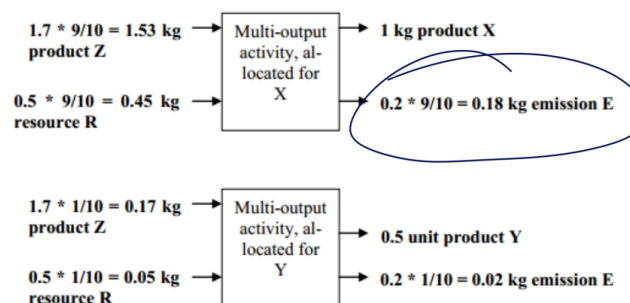 1.7 * 9/10 = 1.53 kg
product Z
0.5 * 9/10 = 0.45 kg
resource R
Multi-output
activity, al-
located for
X
1 kg product X
0.2 * 9/10 = 0.18 kg emission E
1.7 * 1/10 = 0.17 kg
product Z
0.5 * 1/10 = 0.05 kg
resource R
Multi-output
activity, al-
located for
Y
0.5 unit product Y
0.2 * 1/10 = 0.02 kg emission E